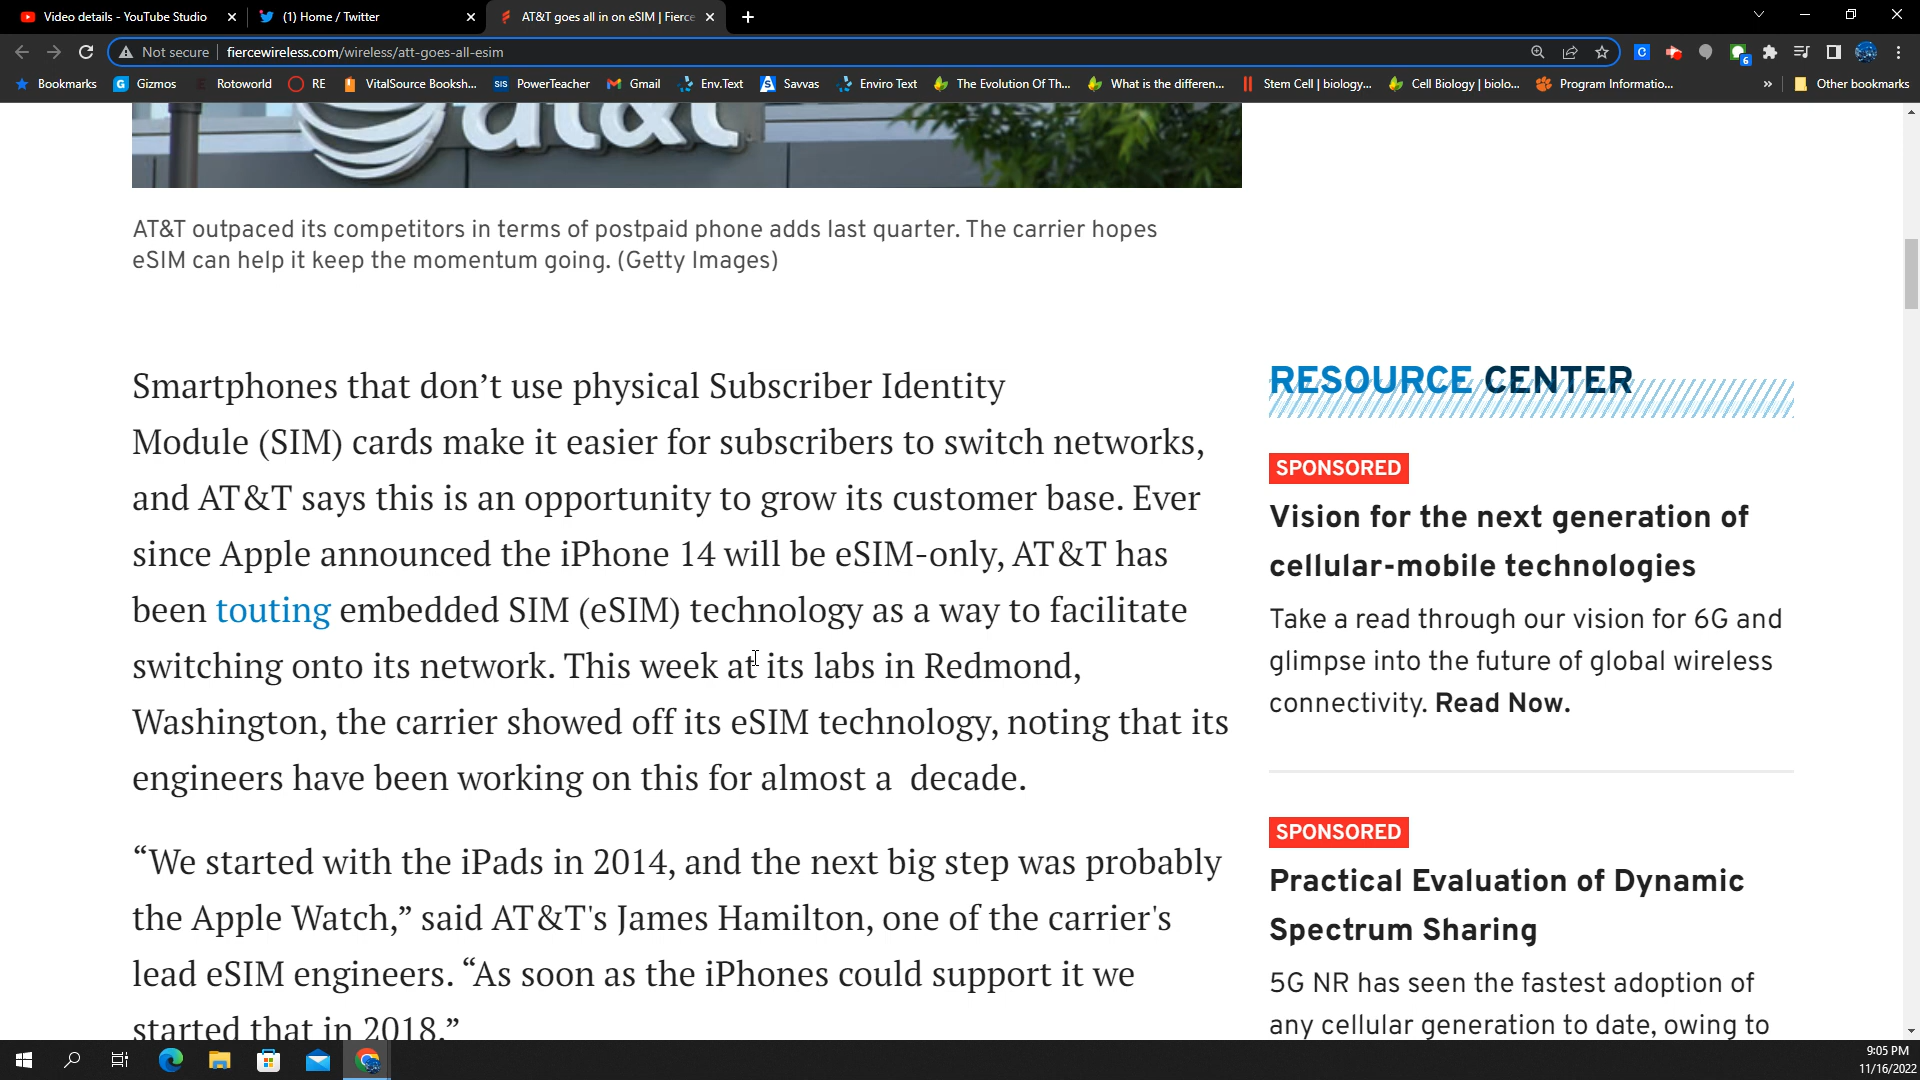 Video details - YouTube Studio
(1) Home / Twitter
AT&T goes all in on eSIM | Fierce
Not secure
fiercewireless.com/wireless/att-goes-all-esim
Bookmarks
Gizmos
Rotoworld
RE
VitalSource Booksh...
SIS
PowerTeacher
Gmail
Env.Text
Savvas
Enviro Text
The Evolution Of Th...
What is the differen...
Stem Cell | biology...
Cell Biology | biolo...
Program Informatio...
»
Other bookmarks
at&t
AT&T outpaced its competitors in terms of postpaid phone adds last quarter. The carrier hopes
eSIM can help it keep the momentum going. (Getty Images)
Smartphones that don’t use physical Subscriber Identity
Module (SIM) cards make it easier for subscribers to switch networks,
and AT&T says this is an opportunity to grow its customer base. Ever
since Apple announced the iPhone 14 will be eSIM-only, AT&T has
been touting embedded SIM (eSIM) technology as a way to facilitate
switching onto its network. This week at its labs in Redmond,
Washington, the carrier showed off its eSIM technology, noting that its
engineers have been working on this for almost a  decade.
“We started with the iPads in 2014, and the next big step was probably
the Apple Watch,” said AT&T's James Hamilton, one of the carrier's
lead eSIM engineers. “As soon as the iPhones could support it we
started that in 2018.”
RESOURCE CENTER
SPONSORED
Vision for the next generation of
cellular-mobile technologies
Take a read through our vision for 6G and
glimpse into the future of global wireless
connectivity. Read Now.
SPONSORED
Practical Evaluation of Dynamic
Spectrum Sharing
5G NR has seen the fastest adoption of
any cellular generation to date, owing to
9:05 PM
11/16/2022